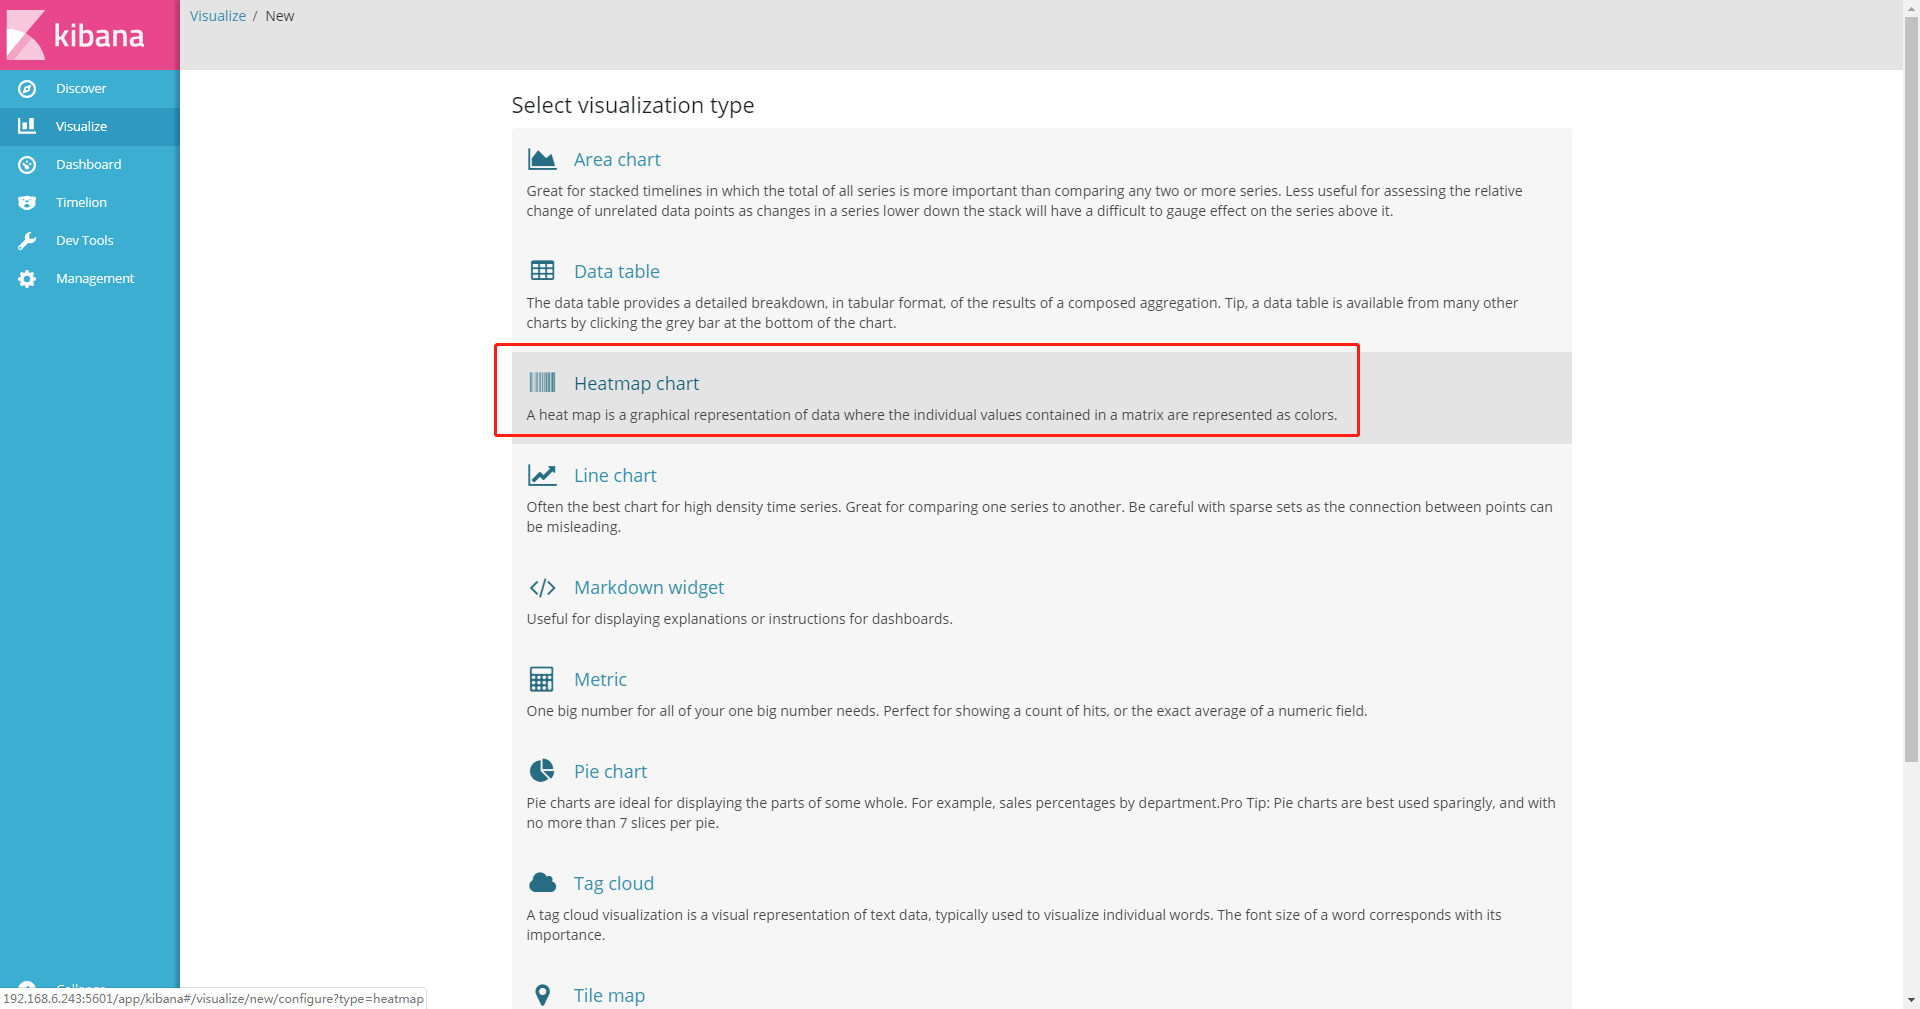 kibana
Visualize / New
Discover
Visualize
Dashboard
Timelion
Dev Tools
Management
Select visualization type
Area chart
Great for stacked timelines in which the total of all series is more important than comparing any two or more series. Less useful for assessing the relative
change of unrelated data points as changes in a series lower down the stack will have a difficult to gauge effect on the series above it.
Data table
The data table provides a detailed breakdown, in tabular format, of the results of a composed aggregation. Tip, a data table is available from many other
charts by clicking the grey bar at the bottom of the chart.
Heatmap chart
A heat map is a graphical representation of data where the individual values contained in a matrix are represented as colors.
Line chart
Often the best chart for high density time series. Great for comparing one series to another. Be careful with sparse sets as the connection between points can
be misleading.
Markdown widget
Useful for displaying explanations or instructions for dashboards.
Metric
One big number for all of your one big number needs. Perfect for showing a count of hits, or the exact average of a numeric field.
Pie chart
Pie charts are ideal for displaying the parts of some whole. For example, sales percentages by department.Pro Tip: Pie charts are best used sparingly, and with
no more than 7 slices per pie.
Tag cloud
A tag cloud visualization is a visual representation of text data, typically used to visualize individual words. The font size of a word corresponds with its
importance.
Tile map
192.168.6.243:5601/app/kibana#/visualize/new/configure?type=heatmap